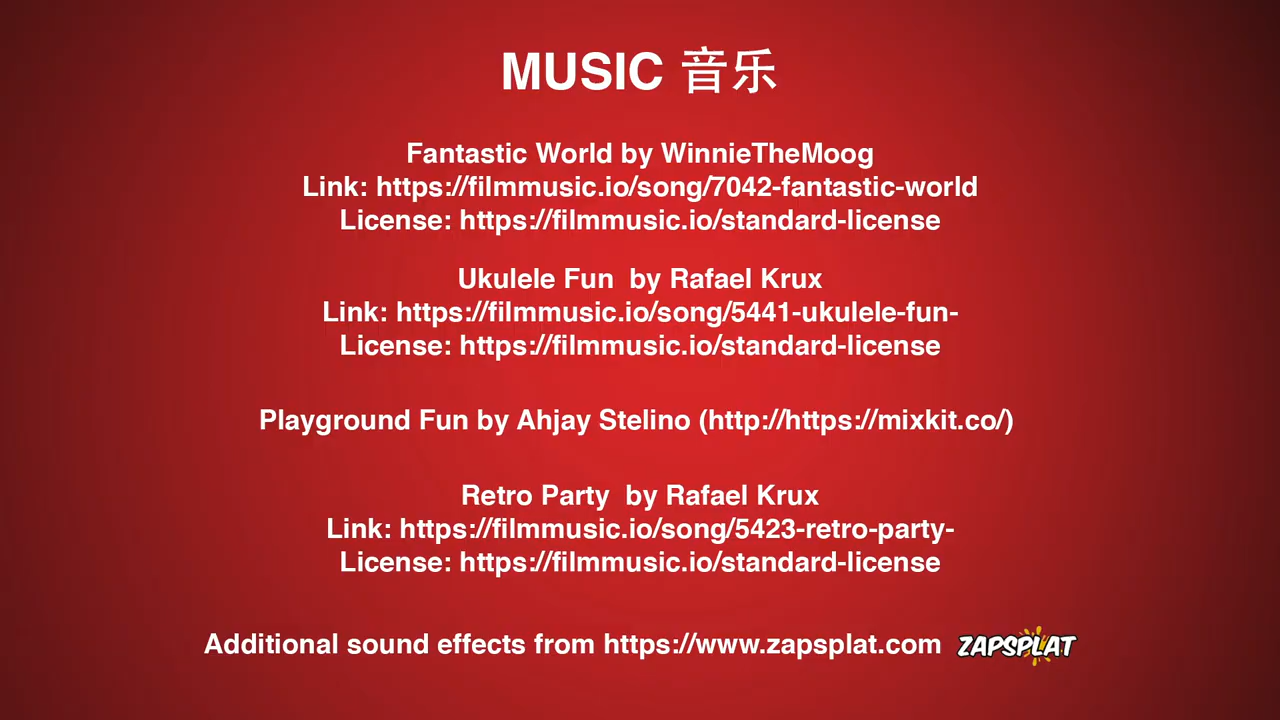 MUSIC 音乐
Fantastic World by WinnieTheMoog
Link: https://filmmusic.io/song/7042-fantastic-world
License: https://filmmusic.io/standard-license
Ukulele Fun  by Rafael Krux
Link: https://filmmusic.io/song/5441-ukulele-fun-
License: https://filmmusic.io/standard-license
Playground Fun by Ahjay Stelino (http://https://mixkit.co/)
Retro Party  by Rafael Krux
Link: https://filmmusic.io/song/5423-retro-party-
License: https://filmmusic.io/standard-license
Additional sound effects from https://www.zapsplat.com ZAPSPLAT